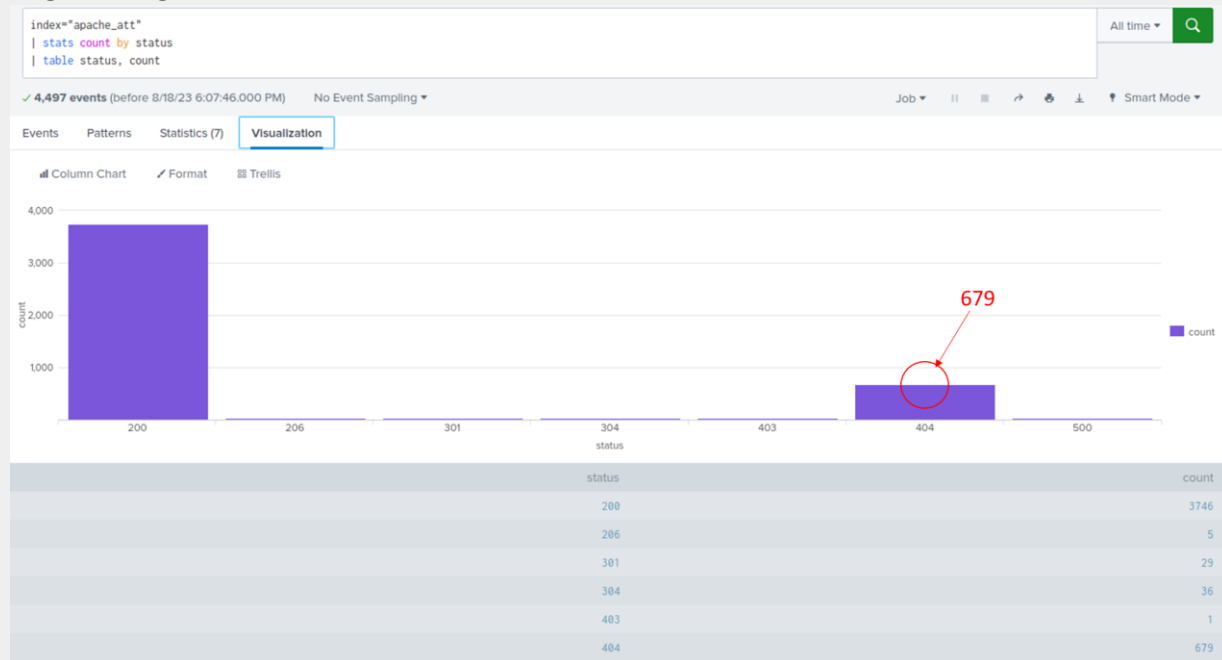 index="apache_att"
| stats count by status
| table status, count
All time
4,497 events (before 8/18/23 6:07:46.000 PM) No Event Sampling
Job Smart Mode
Events Patterns Statistics (7) Visualization
Column Chart Format Trellis
4,000
3,000
2,000
1,000
count
679
count
200 206 301 304 403 404 500
status
status count
200 3746
206 5
301 29
304 36
403 1
404 679